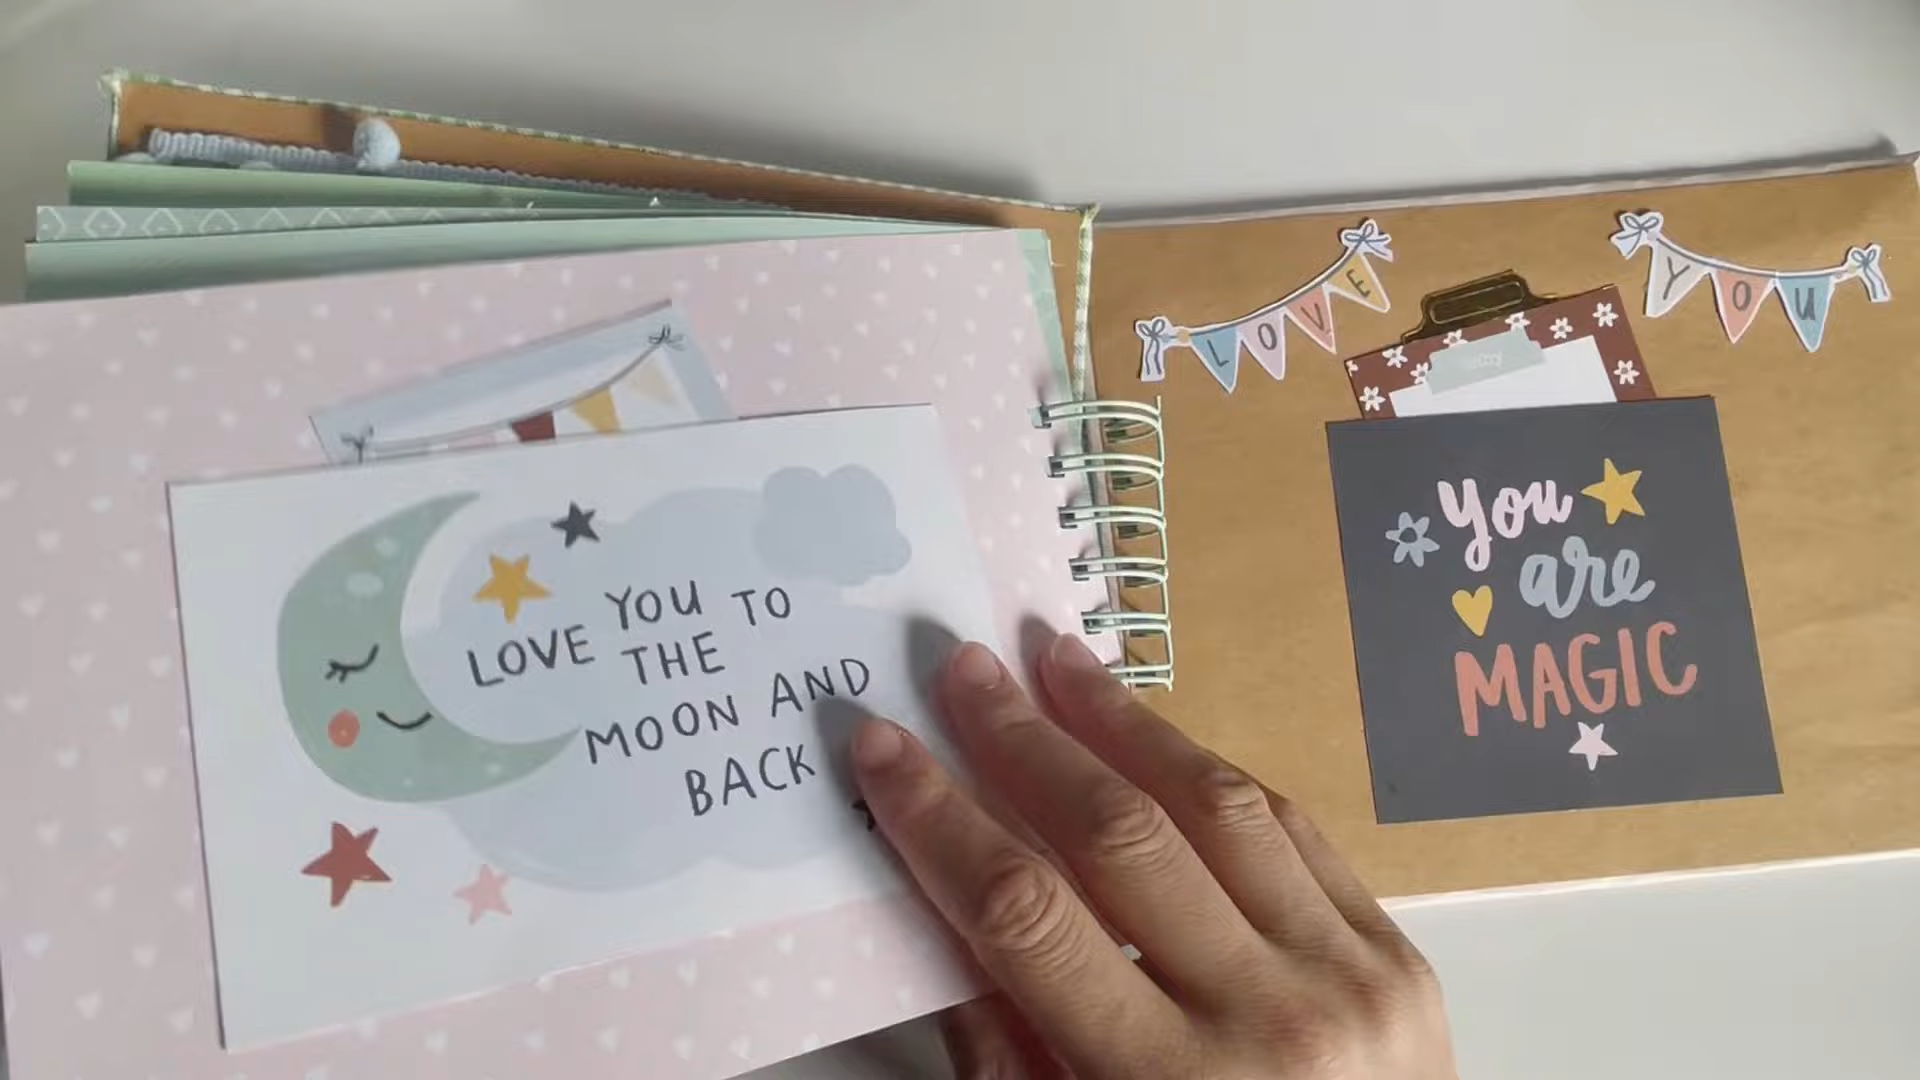 YOU TO
LOVE THE
MOON AND
BACK
LOVE
YOU
You
are
MAGIC